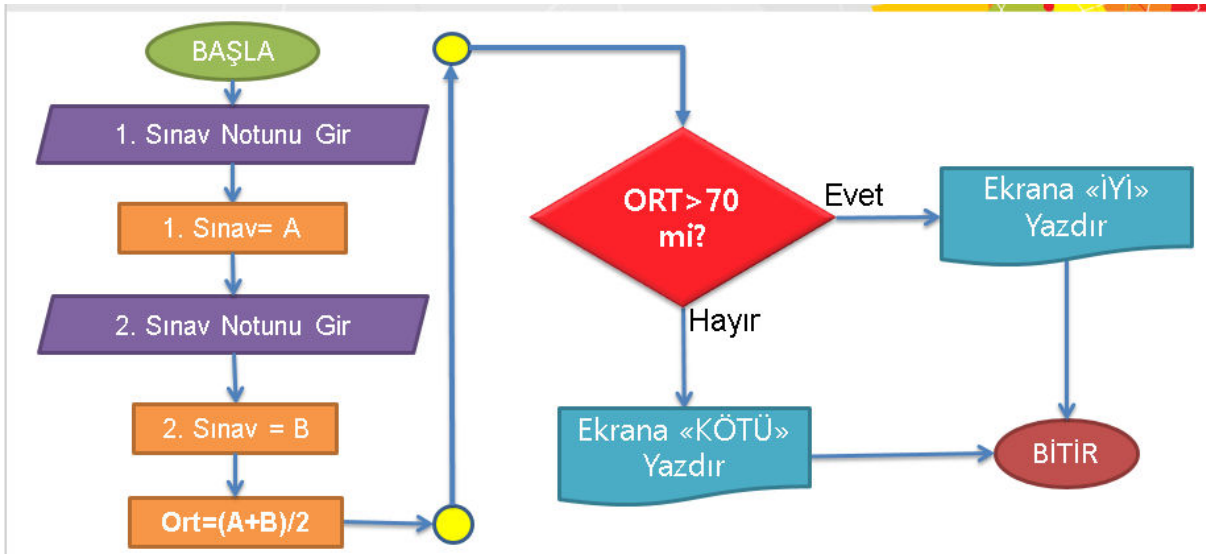 BAŞLA
1. Sınav Notunu Gir
1. Sınav= A
2. Sınav Notunu Gir
2. Sınav = B
Ort=(A+B)/2
ORT>70
mi?
Evet
Ekrana «İYİ»
Yazdır
Hayır
Ekrana «KÖTÜ»
Yazdır
BİTİR